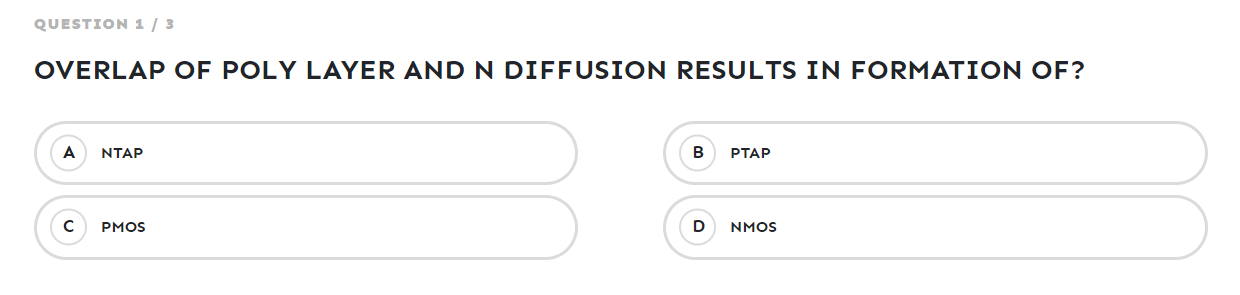 QUESTION 1 / 3
OVERLAP OF POLY LAYER AND N DIFFUSION RESULTS IN FORMATION OF?
A NTAP
B PTAP
C PMOS
D NMOS